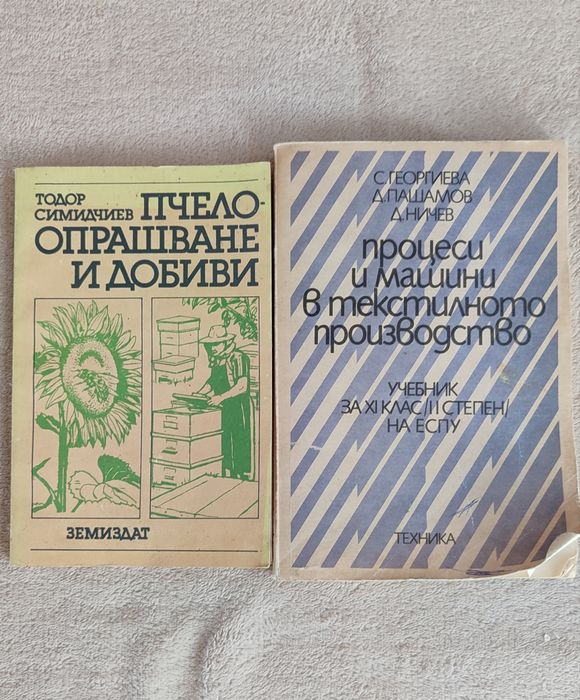 ТОДОР
СИМИДЧИЕВ
ПЧЕЛО-
ОПРАШВАНЕ
И ДОБИВИ
ЗЕМИЗДАТ
С. ГЕОРГИЕВА
Д. ПАШАМОВ
Д. НИЧЕВ
процеси
и машини
в текстилното
производство
УЧЕБНИК
ЗА XI КЛАС /II СТЕПЕН/
НА ЕСПУ
ТЕХНИКА